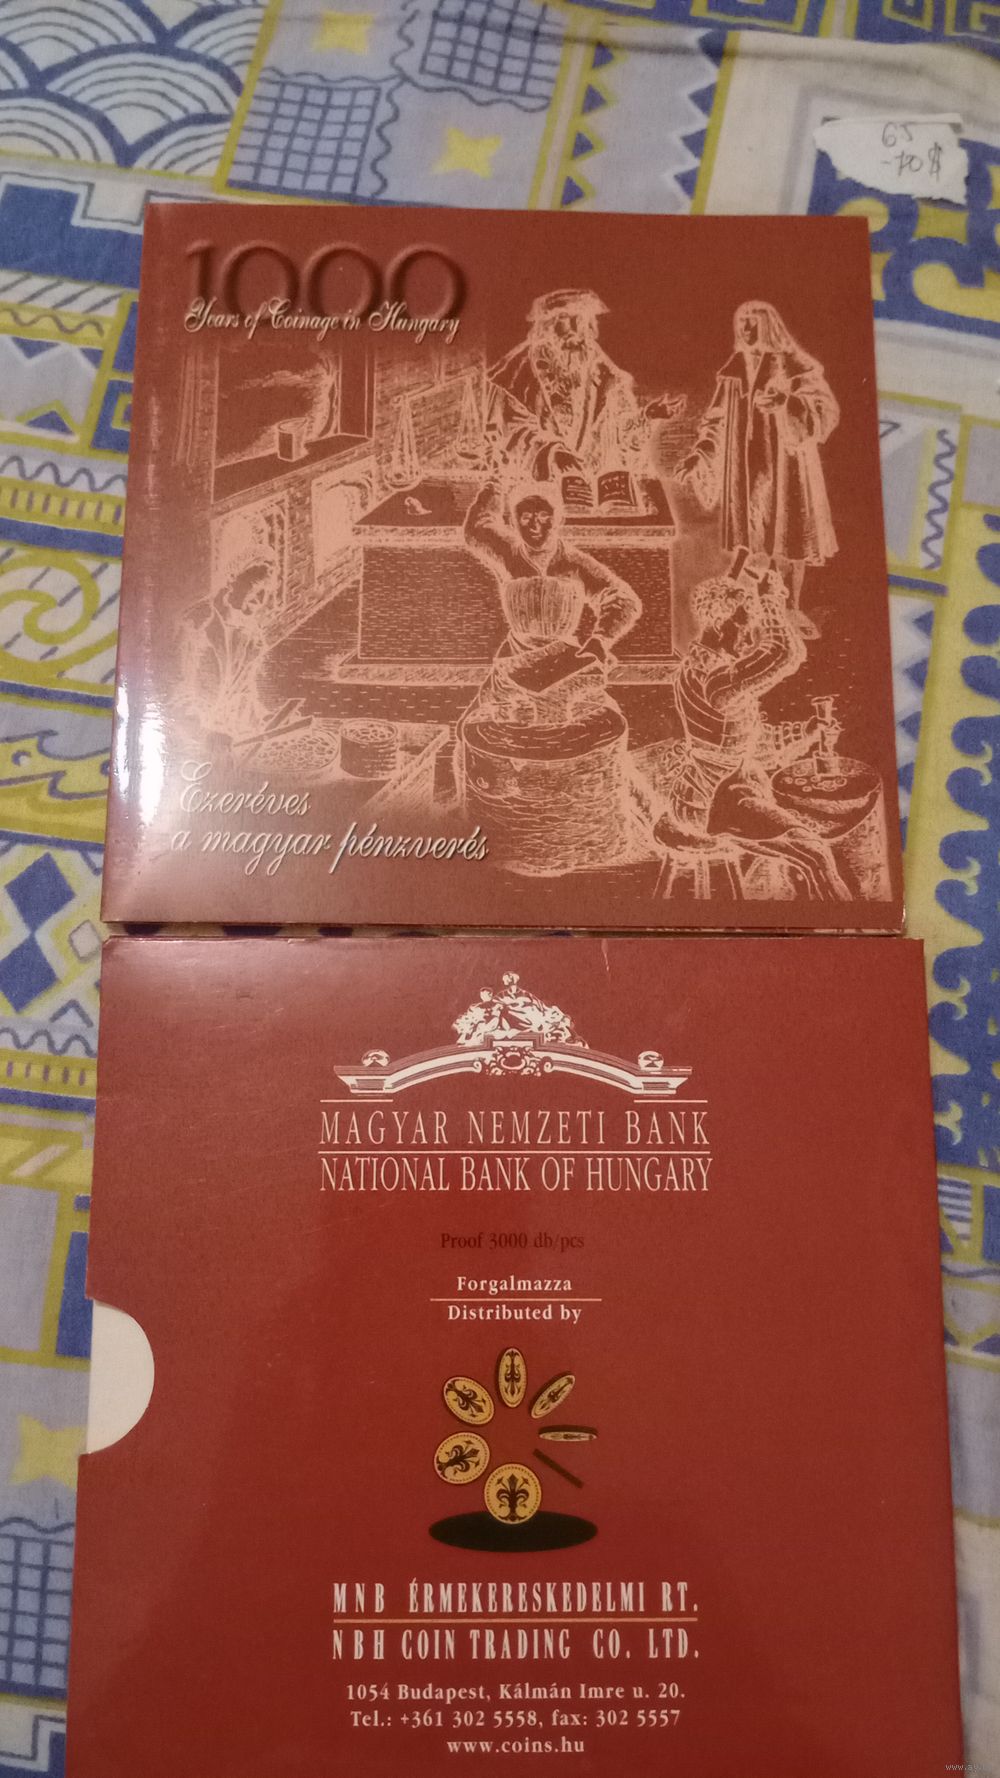 65
-70$
1000
Years of Coinage in Hungary
Ezeréves
a magyar pénzverés
MAGYAR NEMZETI BANK
NATIONAL BANK OF HUNGARY
Proof 3000 db/pcs
Forgalmazza
Distributed by
MNB ÉRMEKERESKEDELMI RT.
NBH COIN TRADING CO. LTD.
1054 Budapest, Kálmán Imre u. 20.
Tel.: +361 302 5558, fax: 302 5557
www.coins.hu